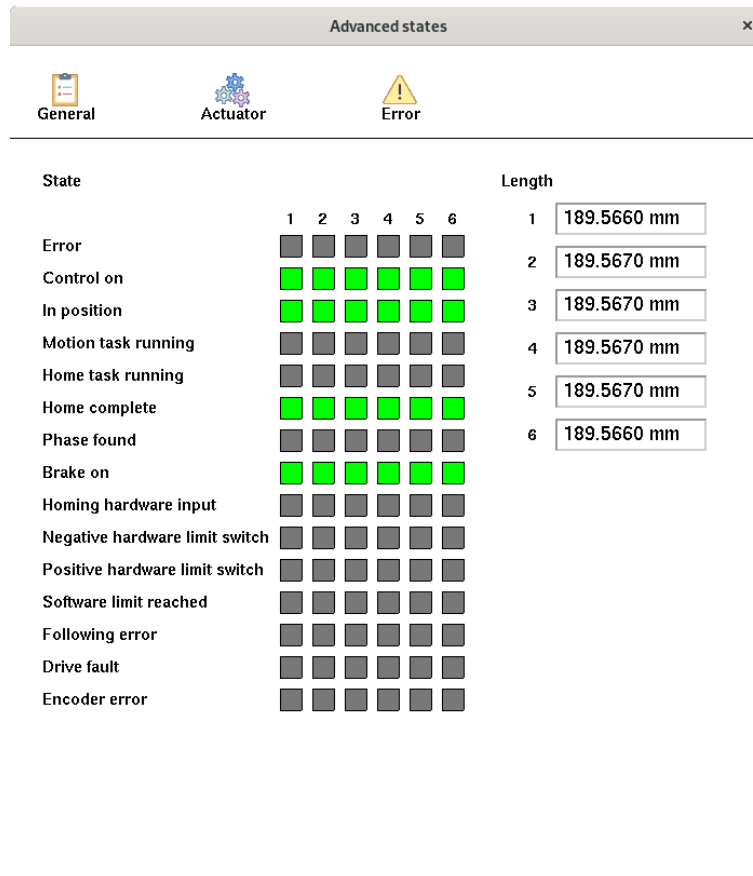 Advanced states ×
General Actuator Error
State Length
1 2 3 4 5 6
1 189.5660 mm
Error
2 189.5670 mm
Control on
In position
3 189.5670 mm
Motion task running
4 189.5670 mm
Home task running
5 189.5670 mm
Home complete
6 189.5660 mm
Phase found
Brake on
Homing hardware input
Negative hardware limit switch
Positive hardware limit switch
Software limit reached
Following error
Drive fault
Encoder error